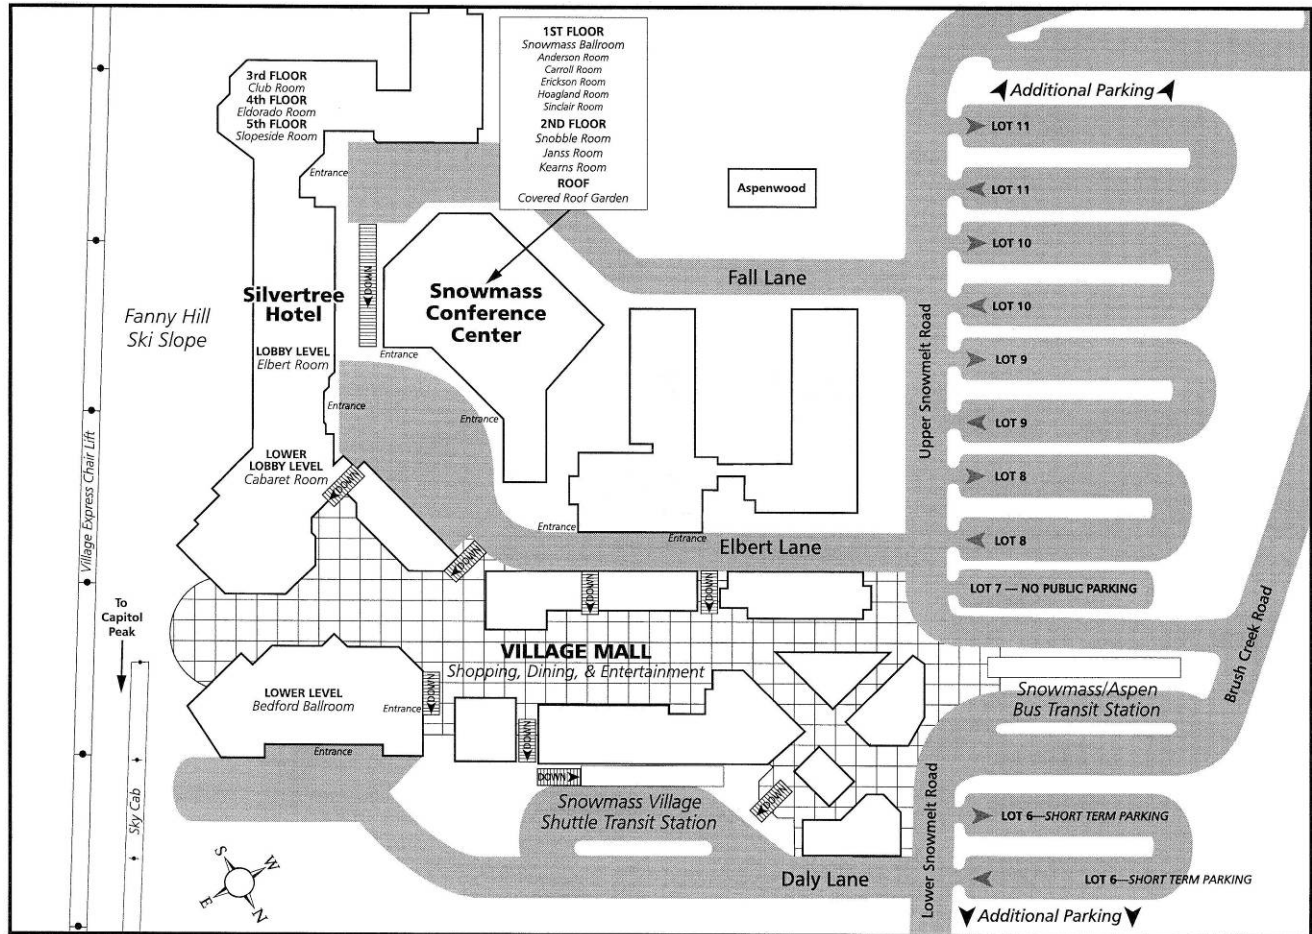 1ST FLOOR
Snowmass Ballroom
Anderson Room
Carroll Room
Erickson Room
Hoagland Room
Sinclair Room
2ND FLOOR
Snobble Room
Janss Room
Kearns Room
ROOF
Covered Roof Garden
3rd FLOOR
Club Room
4th FLOOR
Eldorado Room
5th FLOOR
Slopeside Room
Entrance
Additional Parking
LOT 11
LOT 11
LOT 10
LOT 10
LOT 9
LOT 9
LOT 8
LOT 8
LOT 7 — NO PUBLIC PARKING
Aspenwood
Fall Lane
Upper Snowmelt Road
DOWN
Silvertree
Hotel
Snowmass
Conference
Center
Fanny Hill
Ski Slope
Entrance
LOBBY LEVEL
Elbert Room
Entrance
Entrance
LOWER
LOBBY LEVEL
Cabaret Room
DOWN
Village Express Chair Lift
Entrance
Entrance
Elbert Lane
DOWN
DOWN
DOWN
To
Capitol
Peak
VILLAGE MALL
Shopping, Dining, & Entertainment
Brush Creek Road
Snowmass/Aspen
Bus Transit Station
LOWER LEVEL
Bedford Ballroom
Entrance
DOWN
Entrance
DOWN
DOWN
Snowmass Village
Shuttle Transit Station
DOWN
Sky Cab
Lower Snowmelt Road
LOT 6—SHORT TERM PARKING
LOT 6—SHORT TERM PARKING
Daly Lane
Additional Parking
S
W
E
N